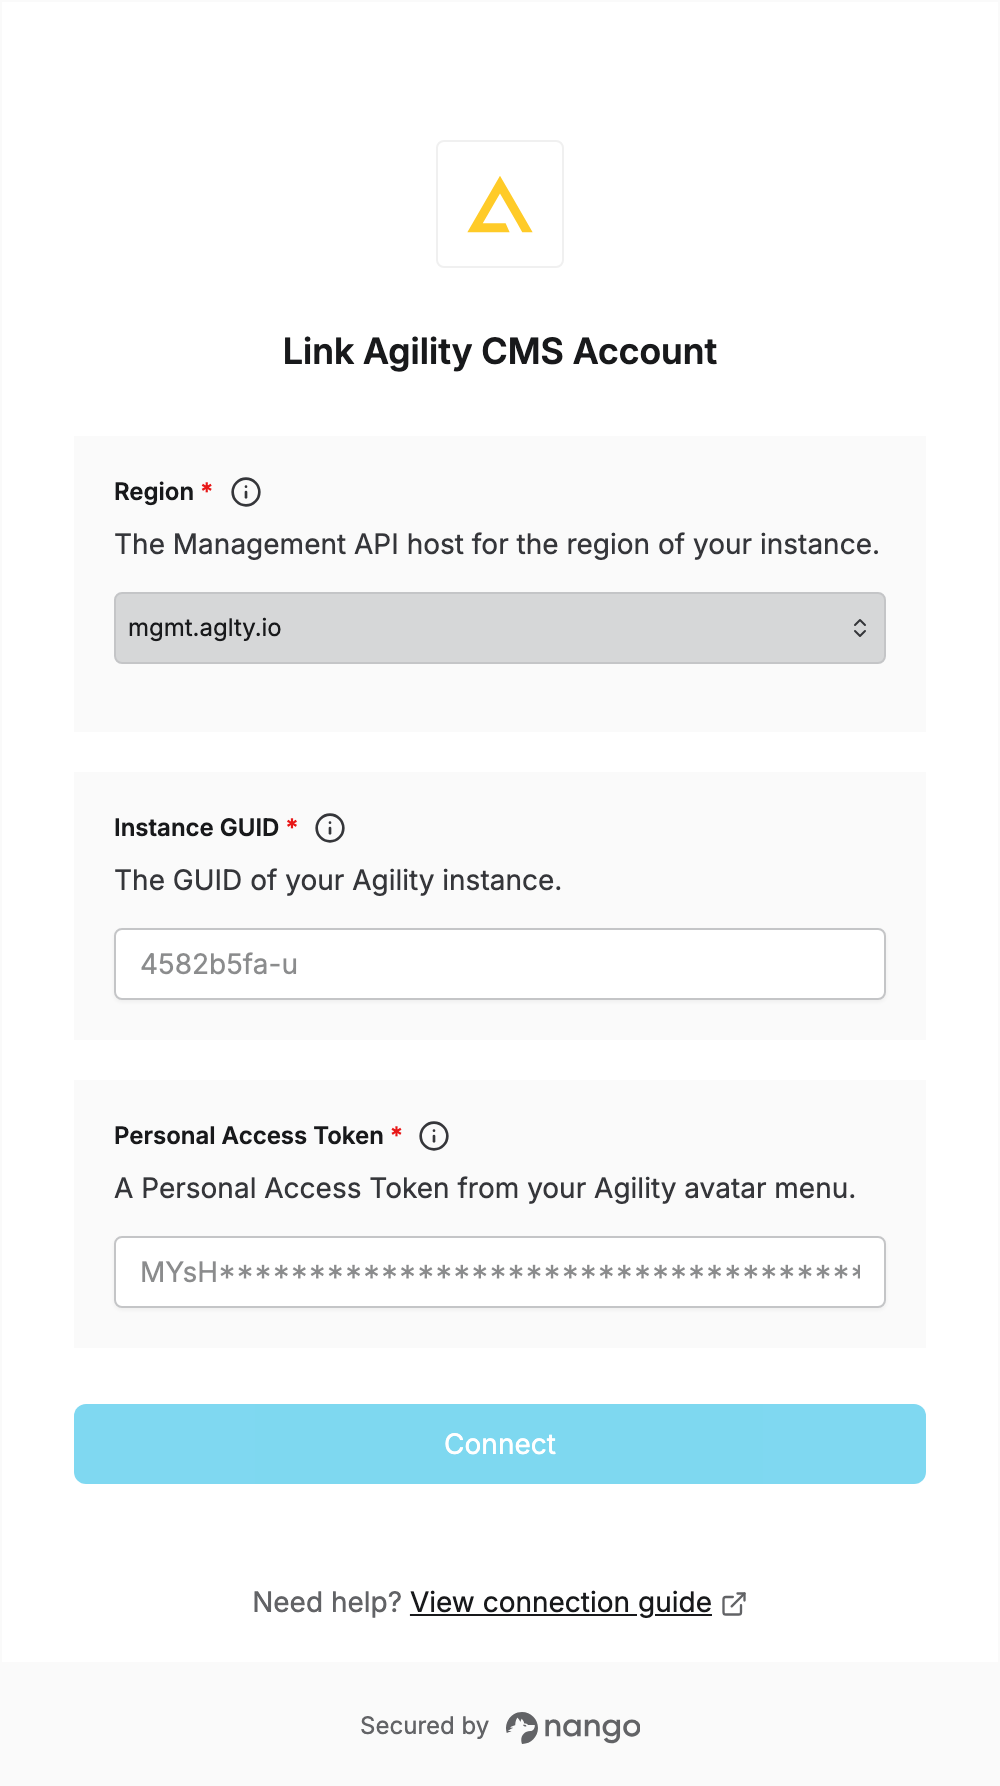 Link Agility CMS Account
Region *
The Management API host for the region of your instance.
mgmt.aglty.io
Instance GUID *
The GUID of your Agility instance.
4582b5fa-u
Personal Access Token *
A Personal Access Token from your Agility avatar menu.
MYsH************************************
Connect
Need help? View connection guide
Secured by nango